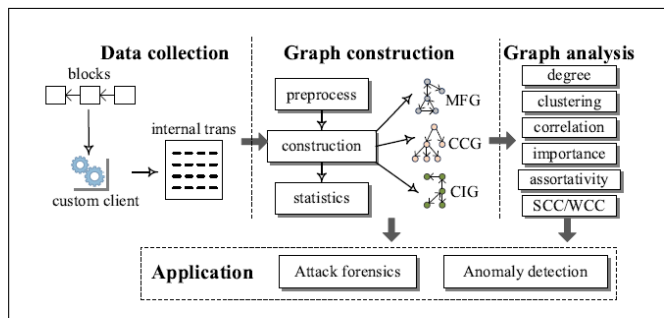 Data collection
blocks
internal trans
custom client
Graph construction
preprocess
construction
statistics
MFG
CCG
CIG
Graph analysis
degree
clustering
correlation
importance
assortativity
SCC/WCC
Application
Attack forensics
Anomaly detection